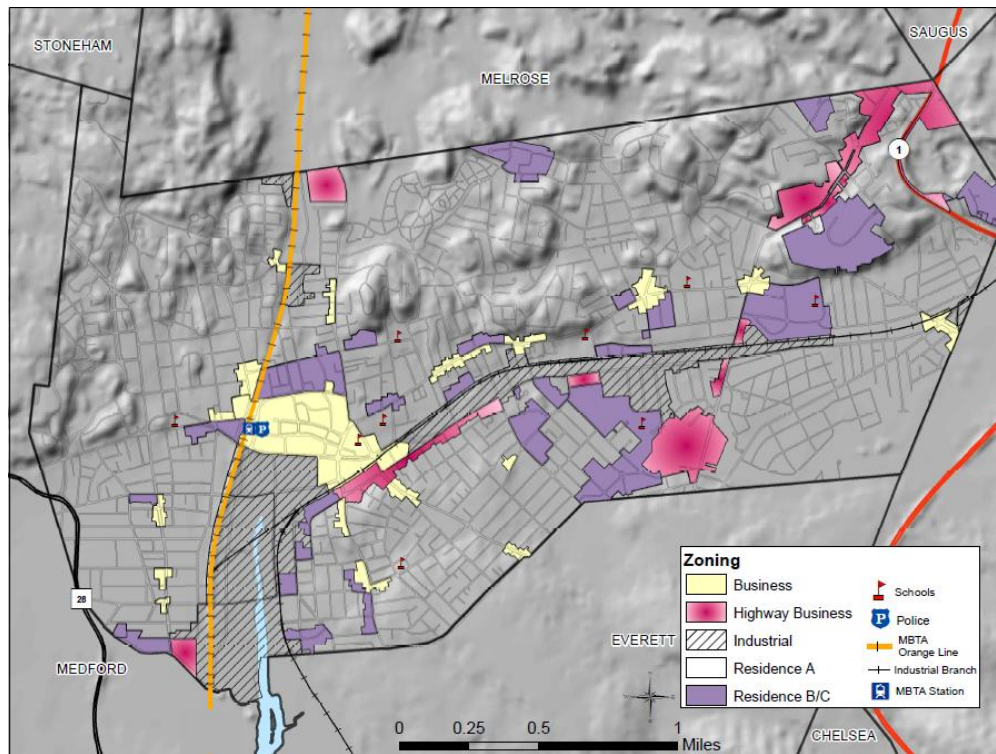 STONEHAM
SAUGUS
MELROSE
1
P
28
MEDFORD
EVERETT
CHELSEA
Zoning
Business
Highway Business
Industrial
Residence A
Residence B/C
Schools
P
Police
MBTA
Orange Line
Industrial Branch
MBTA Station
0 0.25 0.5 1
Miles